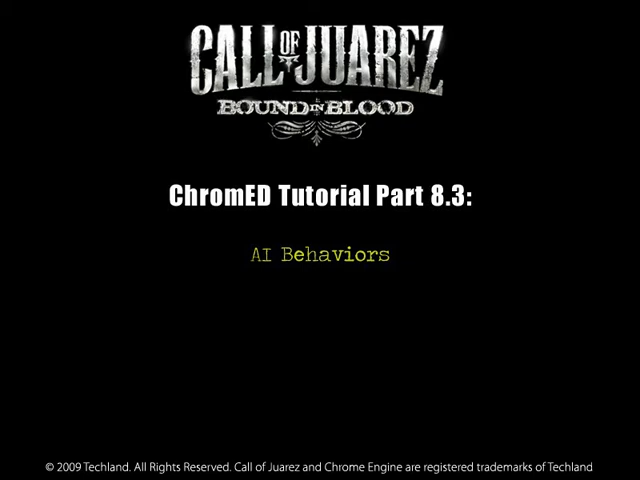 CALL OF JUAREZ
BOUND IN BLOOD
ChromED Tutorial Part 8.3:
AI Behaviors
© 2009 Techland. All Rights Reserved. Call of Juarez and Chrome Engine are registered trademarks of Techland